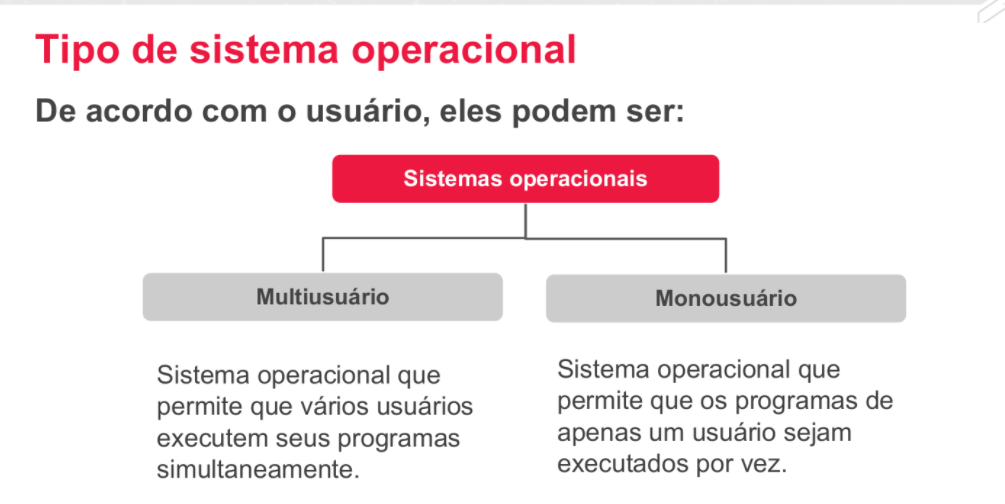 Tipo de sistema operacional
De acordo com o usuário, eles podem ser:
Sistemas operacionais
Multiusuário
Monousuário
Sistema operacional que
permite que vários usuários
executem seus programas
simultaneamente.
Sistema operacional que
permite que os programas de
apenas um usuário sejam
executados por vez.